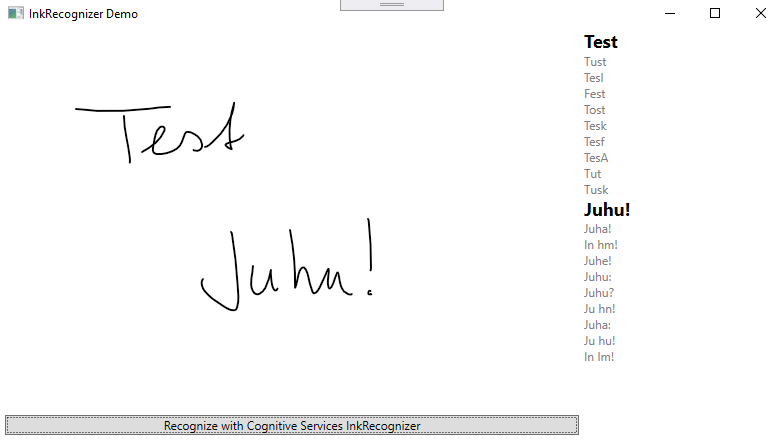 InkRecognizer Demo
Test
Juhu!
Test
Tust
Tesl
Fest
Tost
Tesk
Tesf
TesA
Tut
Tusk
Juhu!
Juha!
In hm!
Juhe!
Juhu:
Juhu?
Ju hn!
Juha:
Ju hu!
In Im!
Recognize with Cognitive Services InkRecognizer